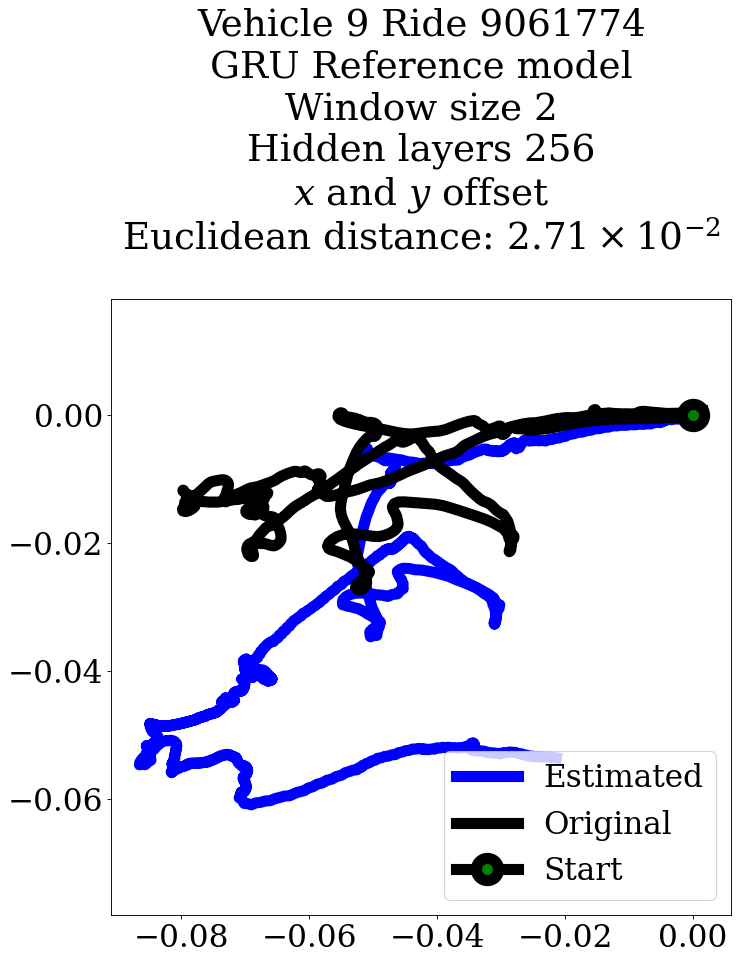 Vehicle 9 Ride 9061774
GRU Reference model
Window size 2
Hidden layers 256
x and y offset
Euclidean distance: 2.71 × 10⁻²
0.00
−0.02
−0.04
−0.06
Estimated
Original
Start
−0.08 −0.06 −0.04 −0.02 0.00